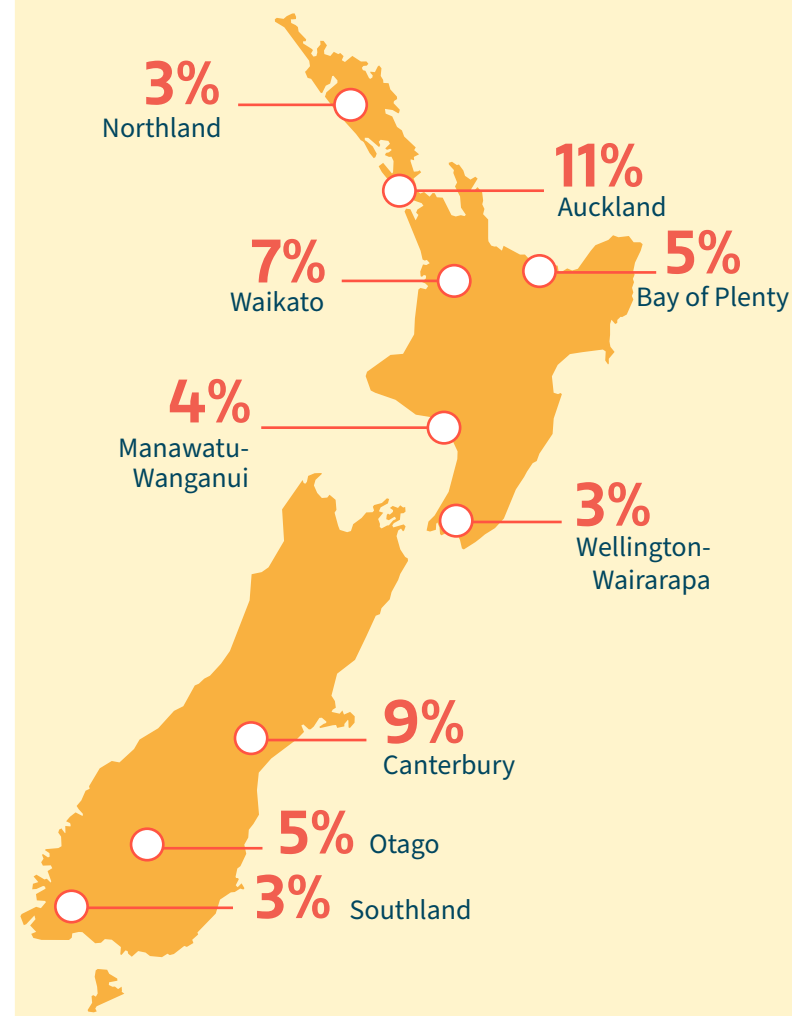 3%
Northland
11%
Auckland
5%
Bay of Plenty
7%
Waikato
4%
Manawatu-
Wanganui
3%
Wellington-
Wairarapa
9%
Canterbury
5% Otago
3% Southland